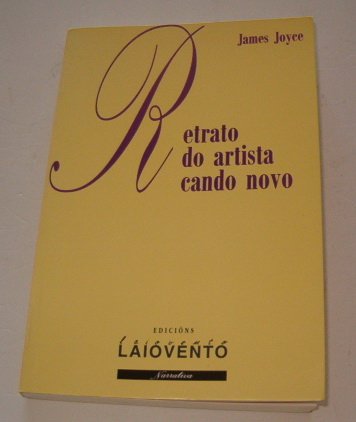 James Joyce
Retrato
do artista
cando novo
EDICIÓNS
LAIOVENTO
Narrativa